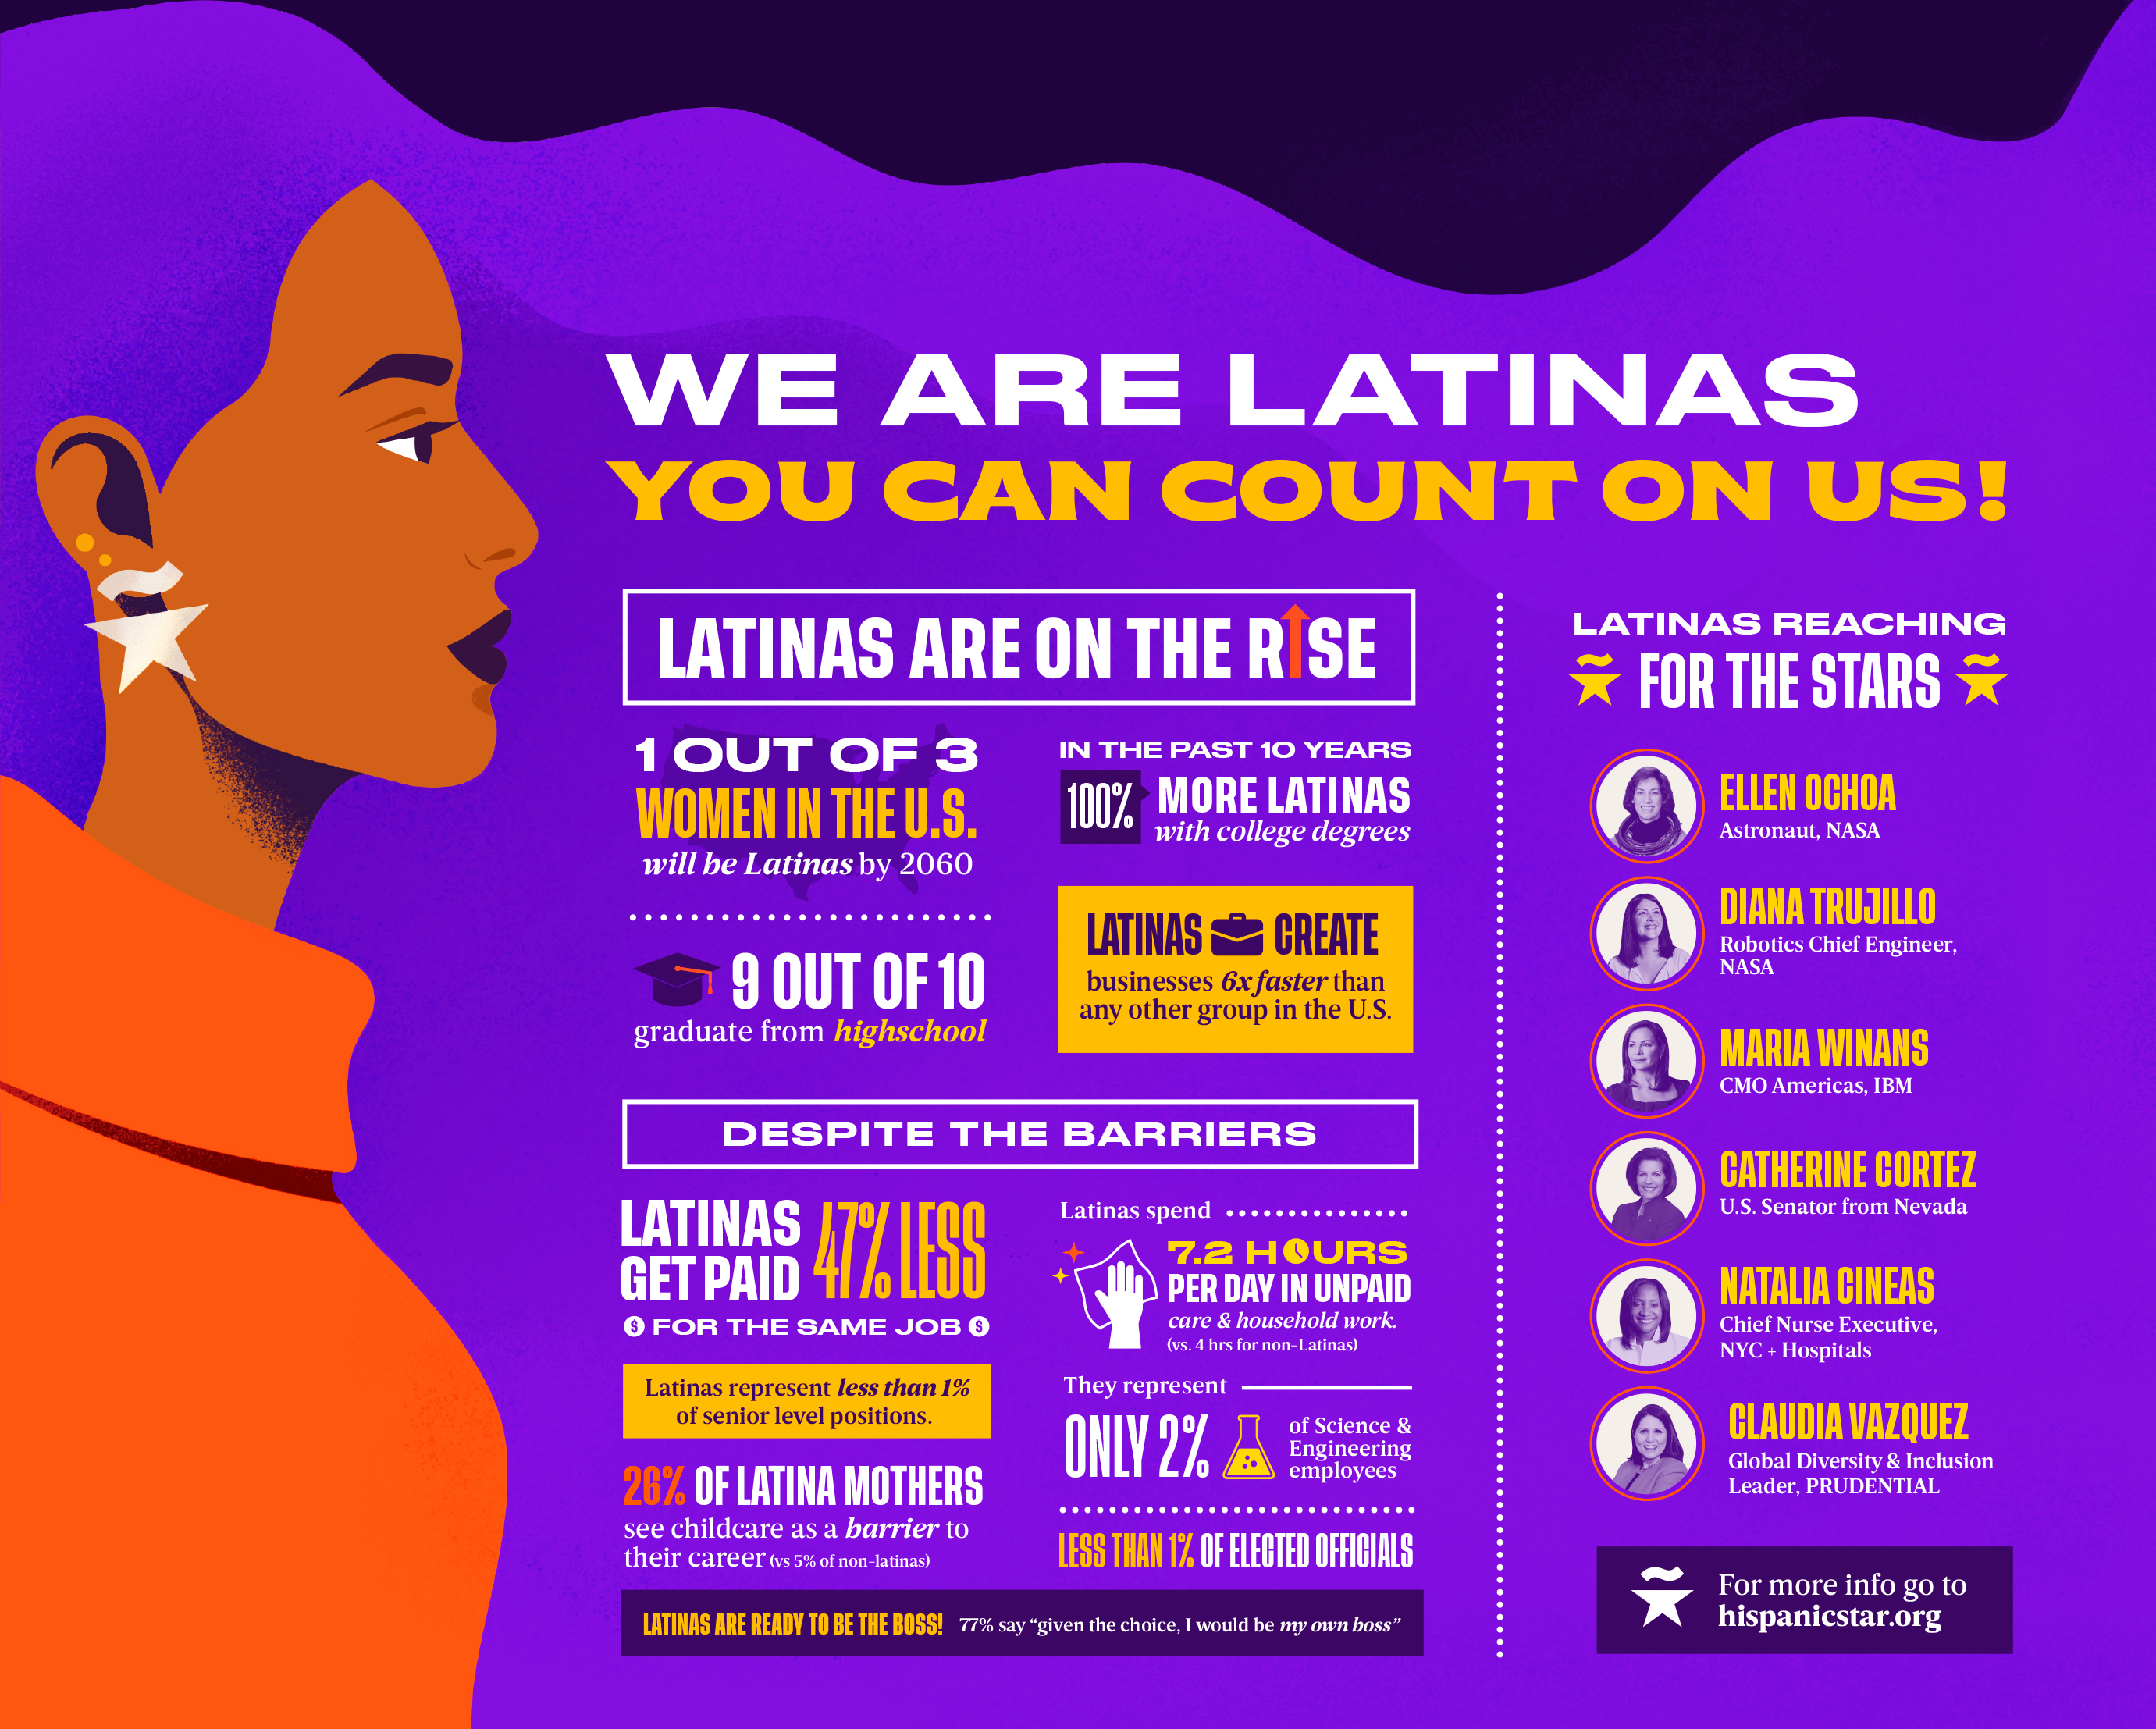 WE ARE LATINAS
YOU CAN COUNT ON US!
LATINAS ARE ON THE RISE
1 OUT OF 3
WOMEN IN THE U.S.
will be Latinas by 2060
9 OUT OF 10
graduate from highschool
IN THE PAST 10 YEARS
100% MORE LATINAS
with college degrees
LATINAS CREATE
businesses 6x faster than
any other group in the U.S.
DESPITE THE BARRIERS
LATINAS
GET PAID
47% LESS
$ FOR THE SAME JOB $
Latinas represent less than 1%
of senior level positions.
26% OF LATINA MOTHERS
see childcare as a barrier to
their career (vs 5% of non-latinas)
Latinas spend
7.2 HOURS
PER DAY IN UNPAID
care & household work.
(vs. 4 hrs for non-Latinas)
They represent
ONLY 2%
of Science &
Engineering
employees
LESS THAN 1% OF ELECTED OFFICIALS
LATINAS ARE READY TO BE THE BOSS! 77% say “given the choice, I would be my own boss”
LATINAS REACHING
FOR THE STARS
ELLEN OCHOA
Astronaut, NASA
DIANA TRUJILLO
Robotics Chief Engineer,
NASA
MARIA WINANS
CMO Americas, IBM
CATHERINE CORTEZ
U.S. Senator from Nevada
NATALIA CINEAS
Chief Nurse Executive,
NYC + Hospitals
CLAUDIA VAZQUEZ
Global Diversity & Inclusion
Leader, PRUDENTIAL
For more info go to
hispanicstar.org